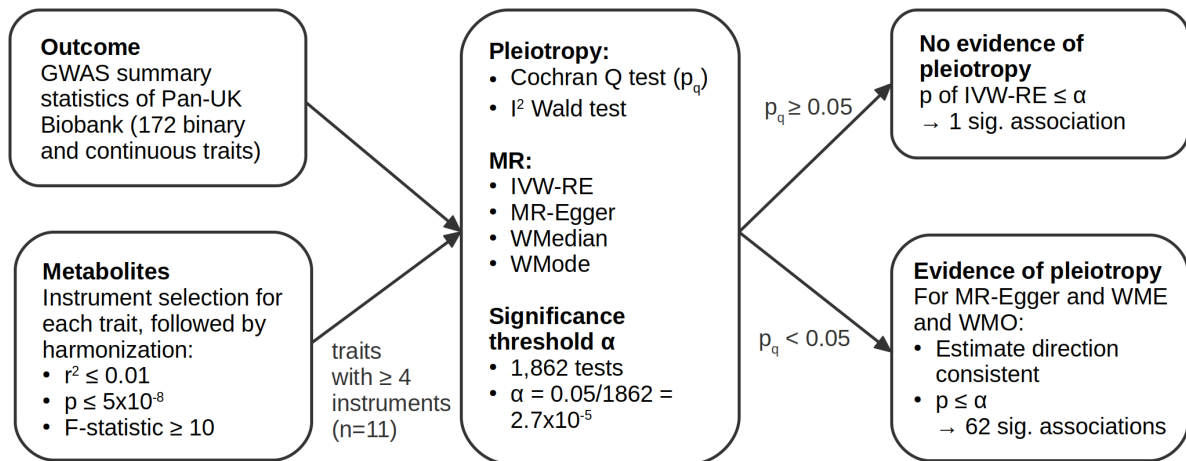 Outcome
GWAS summary
statistics of Pan-UK
Biobank (172 binary
and continuous traits)
Metabolites
Instrument selection for
each trait, followed by
harmonization:
• r² ≤ 0.01
• p ≤ 5x10⁻⁸
• F-statistic ≥ 10
traits
with ≥ 4
instruments
(n=11)
Pleiotropy:
• Cochran Q test (p_q)
• I² Wald test
MR:
• IVW-RE
• MR-Egger
• WMedian
• WMode
Significance
threshold α
• 1,862 tests
• α = 0.05/1862 =
2.7x10⁻⁵
p_q ≥ 0.05
p_q < 0.05
No evidence of
pleiotropy
p of IVW-RE ≤ α
→ 1 sig. association
Evidence of pleiotropy
For MR-Egger and WME
and WMO:
• Estimate direction
consistent
• p ≤ α
→ 62 sig. associations